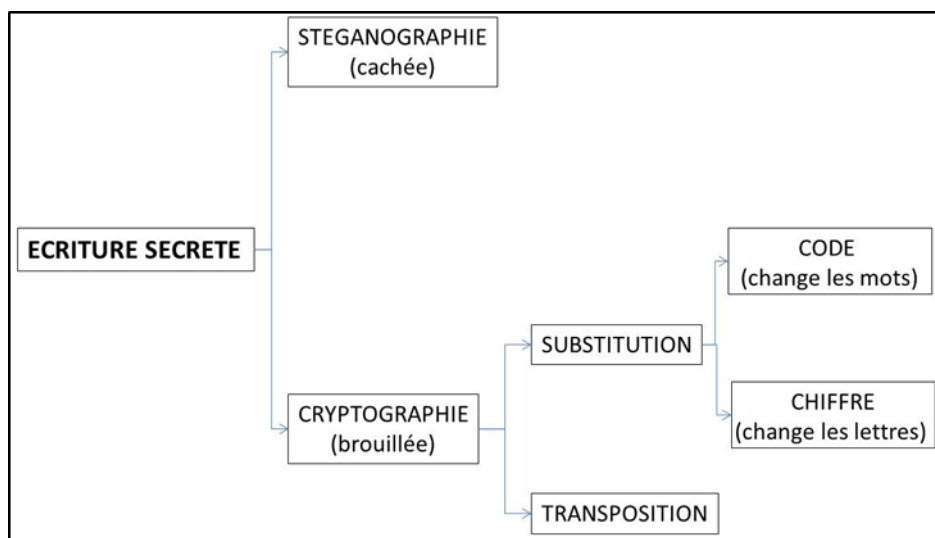 STEGANOGRAPHIE
(cachée)
ECRITURE SECRETE
CODE
(change les mots)
SUBSTITUTION
CHIFFRE
(change les lettres)
CRYPTOGRAPHIE
(brouillée)
TRANSPOSITION